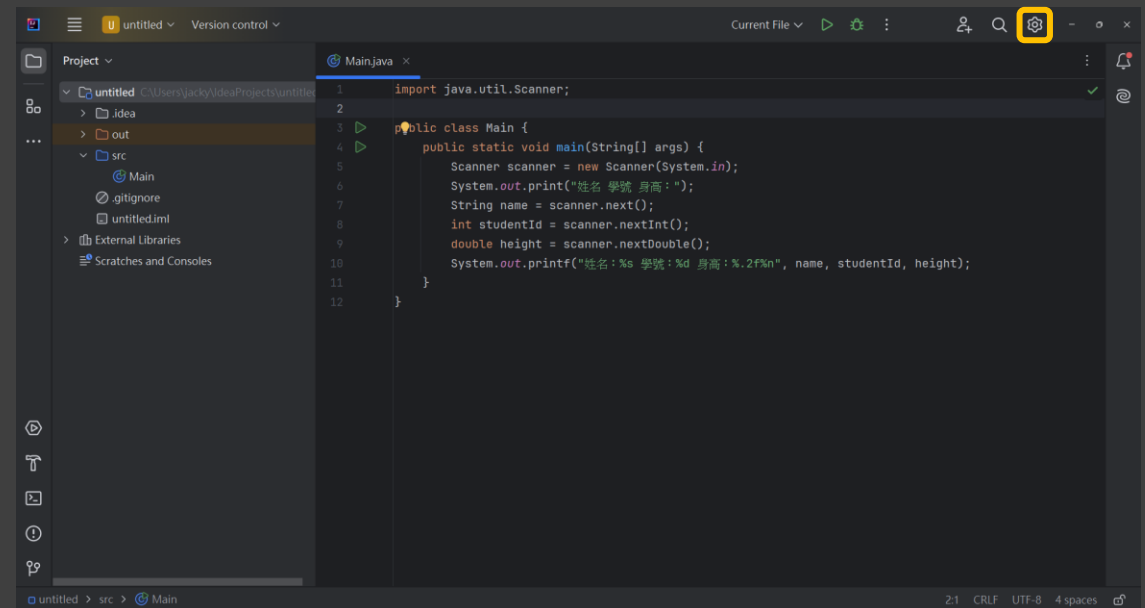 U untitled Version control Current File
Project
Main.java
untitled C:\Users\jacky\IdeaProjects\untitled
.idea
out
src
Main
.gitignore
untitled.iml
External Libraries
Scratches and Consoles
1 import java.util.Scanner;
2
3 public class Main {
4 public static void main(String[] args) {
5 Scanner scanner = new Scanner(System.in);
6 System.out.print("姓名 學號 身高：");
7 String name = scanner.next();
8 int studentId = scanner.nextInt();
9 double height = scanner.nextDouble();
10 System.out.printf("姓名：%s 學號：%d 身高：%.2f%n", name, studentId, height);
11 }
12 }
untitled > src > Main 2:1 CRLF UTF-8 4 spaces